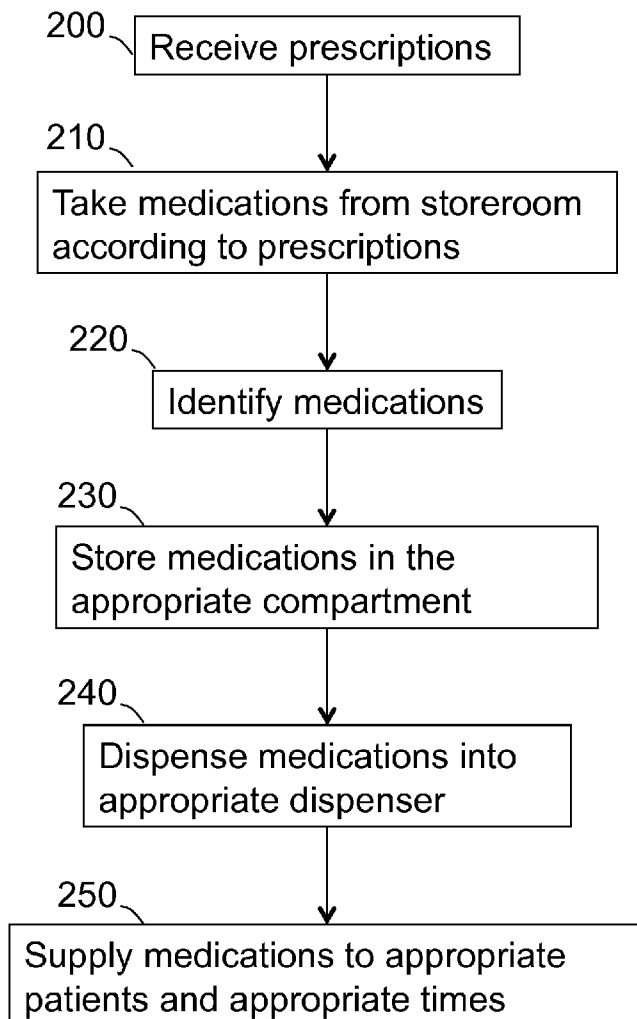 200
Receive prescriptions
210
Take medications from storeroom
according to prescriptions
220
Identify medications
230
Store medications in the
appropriate compartment
240
Dispense medications into
appropriate dispenser
250
Supply medications to appropriate
patients and appropriate times